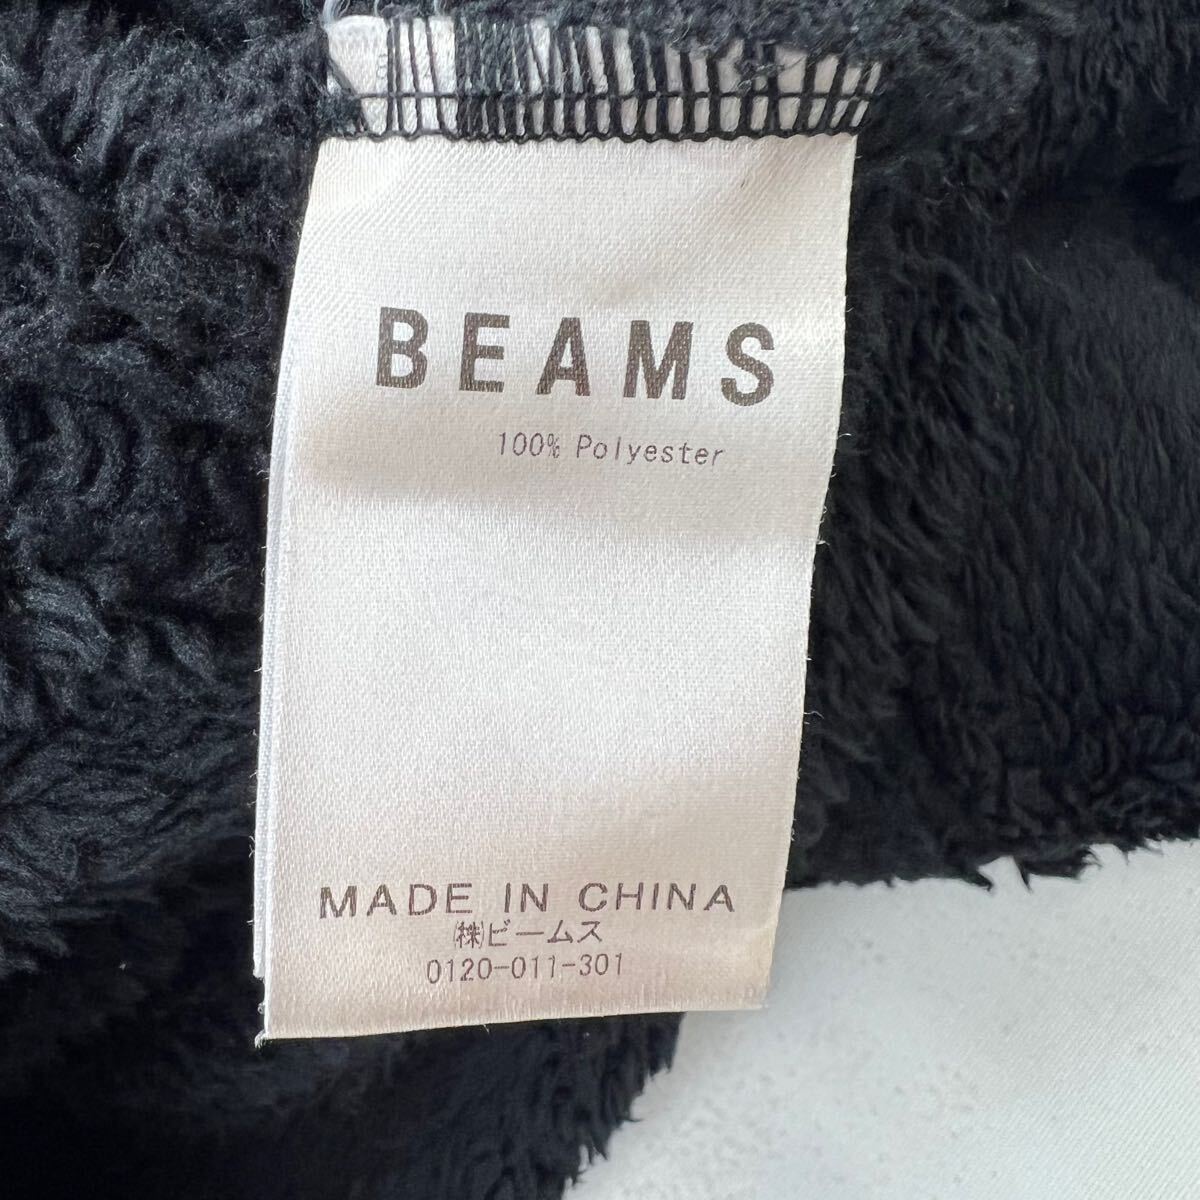 BEAMS
100% Polyester
MADE IN CHINA
㈱ビームス
0120-011-301